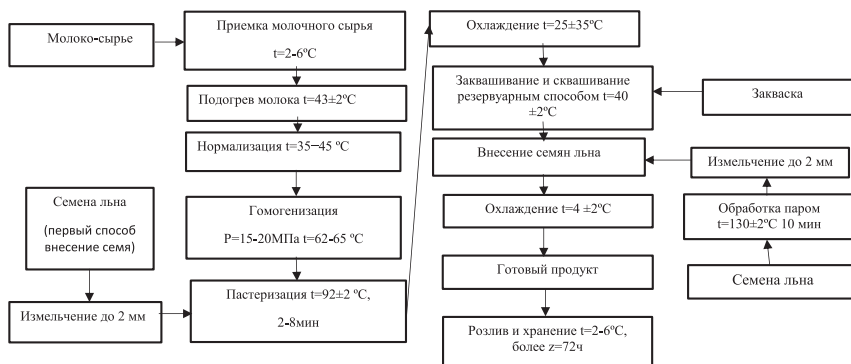 Молоко-сырье
Приемка молочного сырья
t=2-6ºC
Подогрев молока t=43±2ºC
Нормализация t=35–45 ºC
Гомогенизация
Р=15-20МПа t=62-65 ºC
Семена льна
(первый способ
внесение семя)
Измельчение до 2 мм
Пастеризация t=92±2 ºC,
2-8мин
Охлаждение t=25±35ºC
Заквашивание и сквашивание
резервуарным способом t=40
±2ºC
Закваска
Внесение семян льна
Измельчение до 2 мм
Обработка паром
t=130±2ºC 10 мин
Семена льна
Охлаждение t=4 ±2ºC
Готовый продукт
Розлив и хранение t=2-6ºC,
более z=72ч